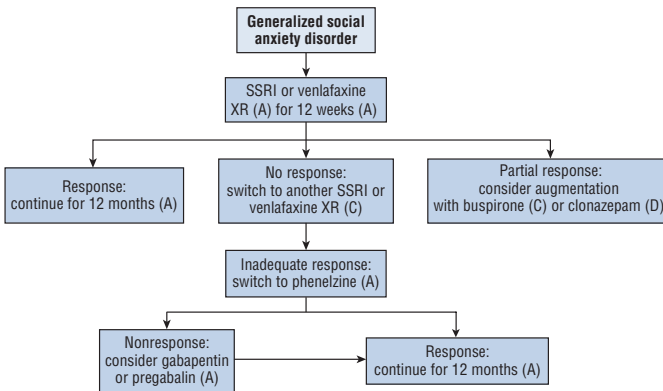 Generalized social
anxiety disorder
SSRI or venlafaxine
XR (A) for 12 weeks (A)
Response:
continue for 12 months (A)
No response:
switch to another SSRI or
venlafaxine XR (C)
Partial response:
consider augmentation
with buspirone (C) or clonazepam (D)
Inadequate response:
switch to phenelzine (A)
Nonresponse:
consider gabapentin
or pregabalin (A)
Response:
continue for 12 months (A)